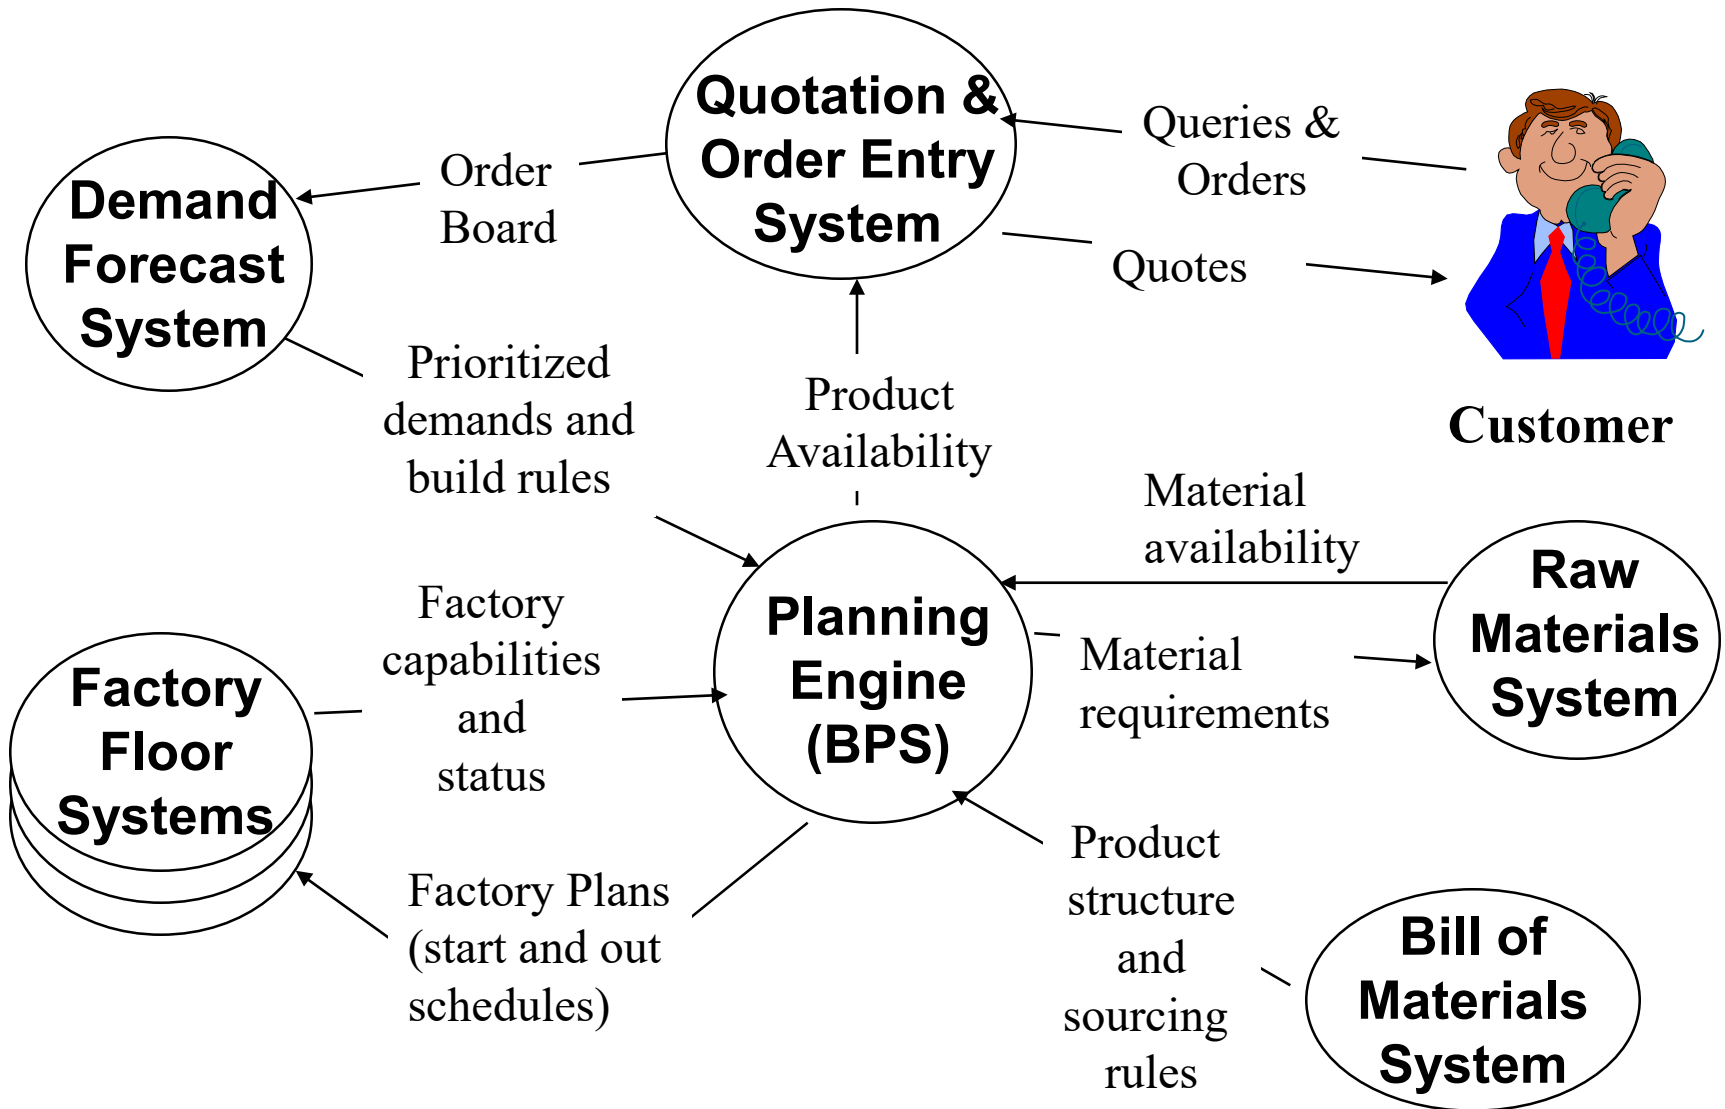 Quotation &
Order Entry
System
Queries &
Orders
Order
Board
Demand
Forecast
System
Quotes
Prioritized
demands and
build rules
Product
Availability
Customer
Material
availability
Raw
Materials
System
Factory
capabilities
and
status
Planning
Engine
(BPS)
Material
requirements
Factory
Floor
Systems
Factory Plans
(start and out
schedules)
Product
structure
and
sourcing
rules
Bill of
Materials
System